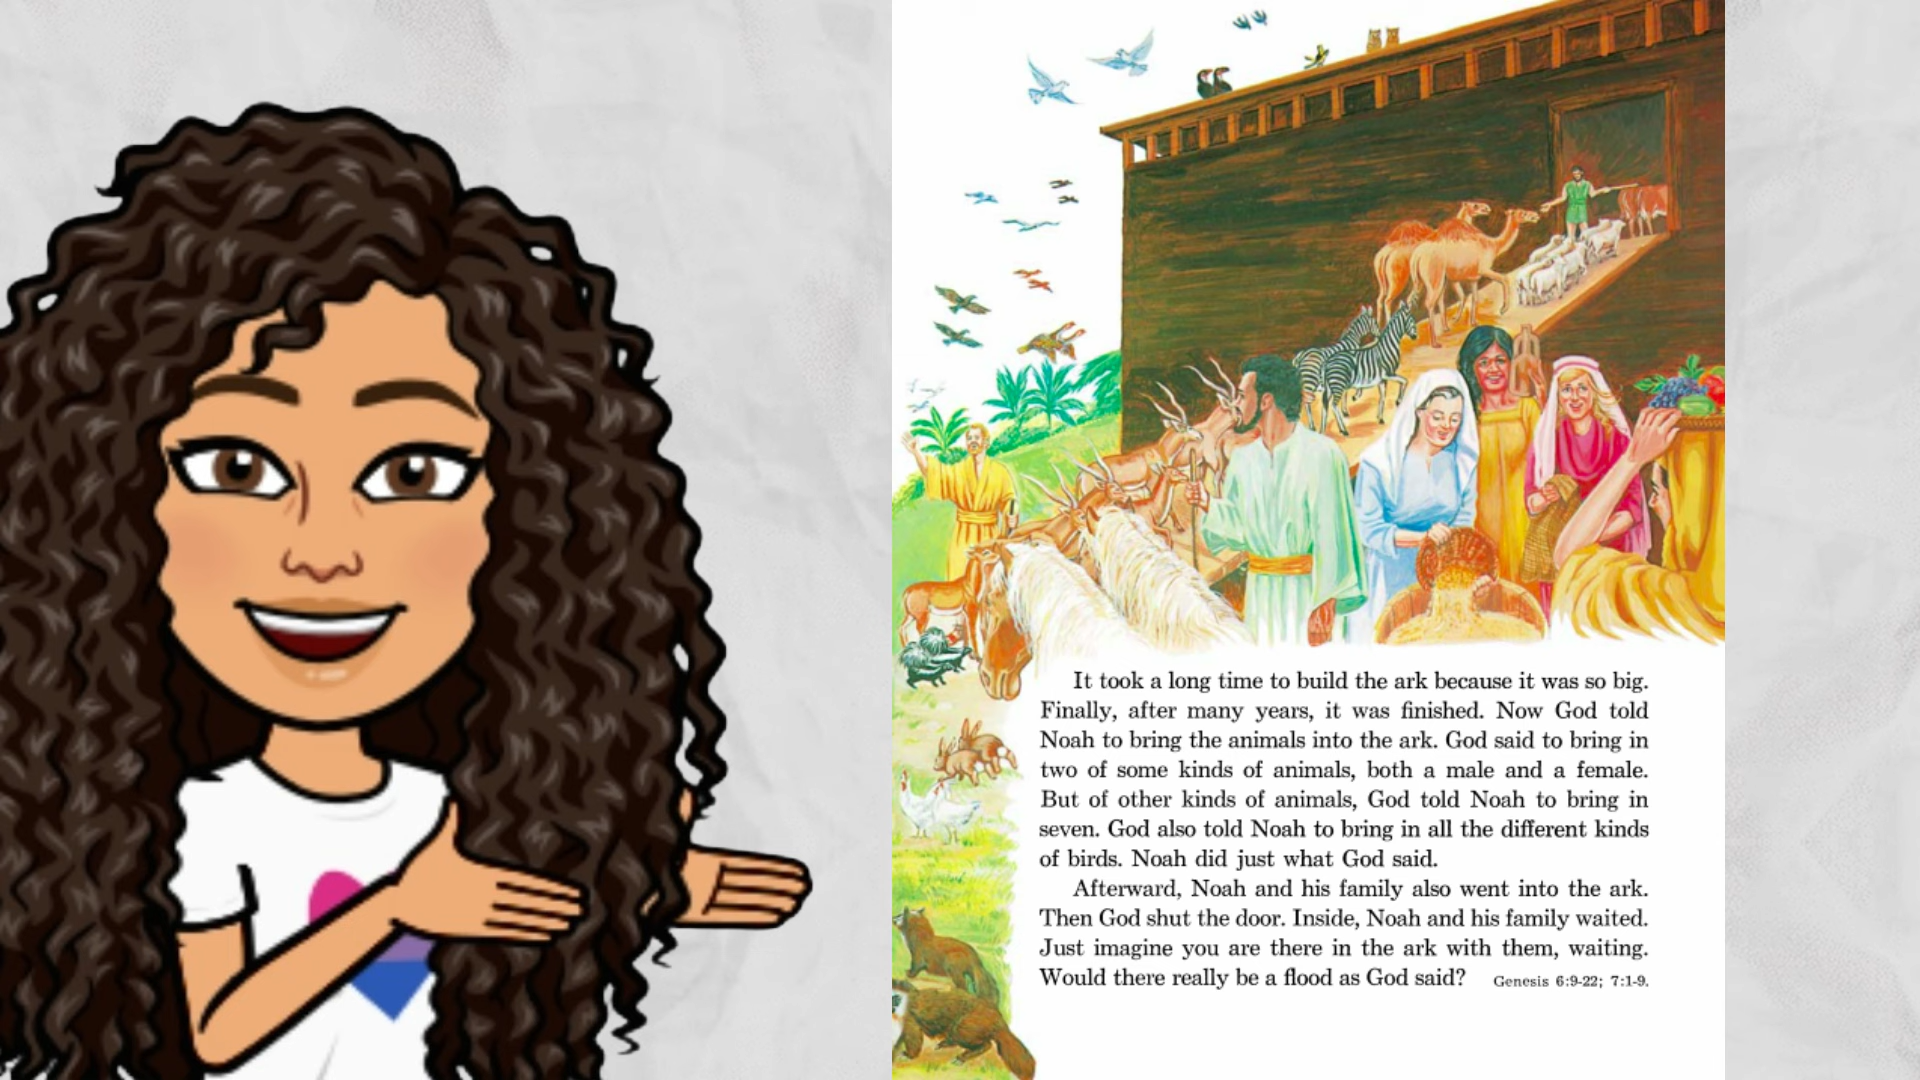 It took a long time to build the ark because it was so big.
Finally, after many years, it was finished. Now God told
Noah to bring the animals into the ark. God said to bring in
two of some kinds of animals, both a male and a female.
But of other kinds of animals, God told Noah to bring in
seven. God also told Noah to bring in all the different kinds
of birds. Noah did just what God said.
Afterward, Noah and his family also went into the ark.
Then God shut the door. Inside, Noah and his family waited.
Just imagine you are there in the ark with them, waiting.
Would there really be a flood as God said? Genesis 6:9-22; 7:1-9.